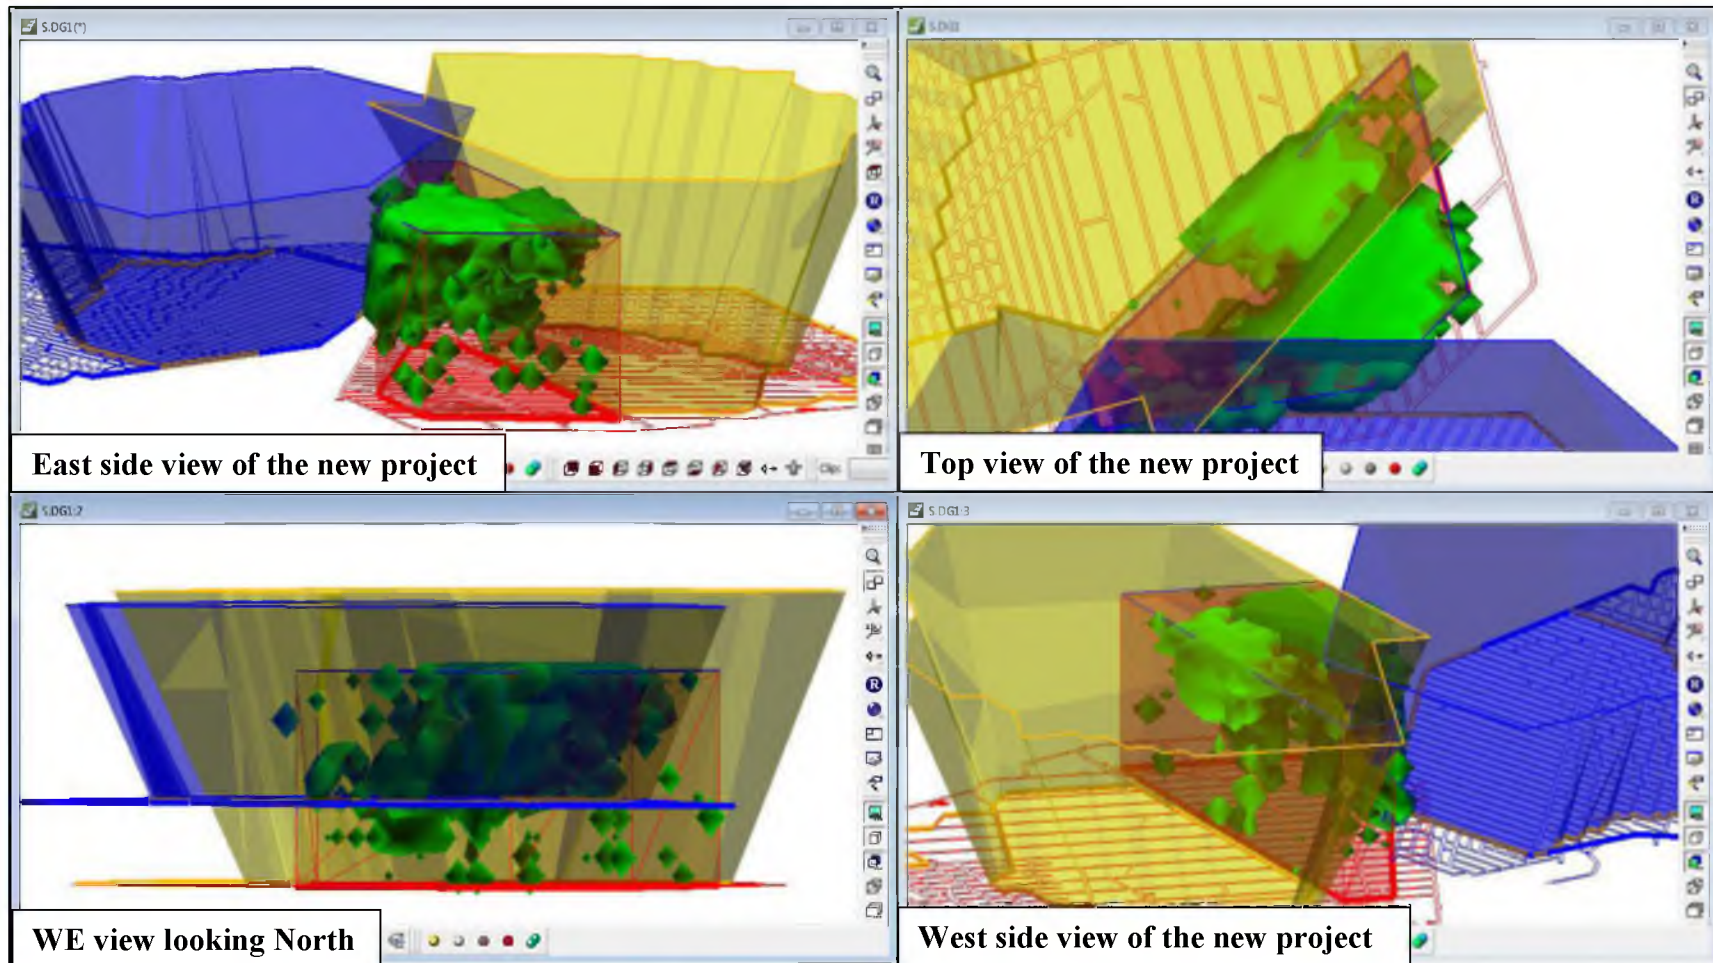 S.DG1(*)
S.DG1
East side view of the new project
Clips
Top view of the new project
S.DG1:2
S.DG1:3
WE view looking North
West side view of the new project